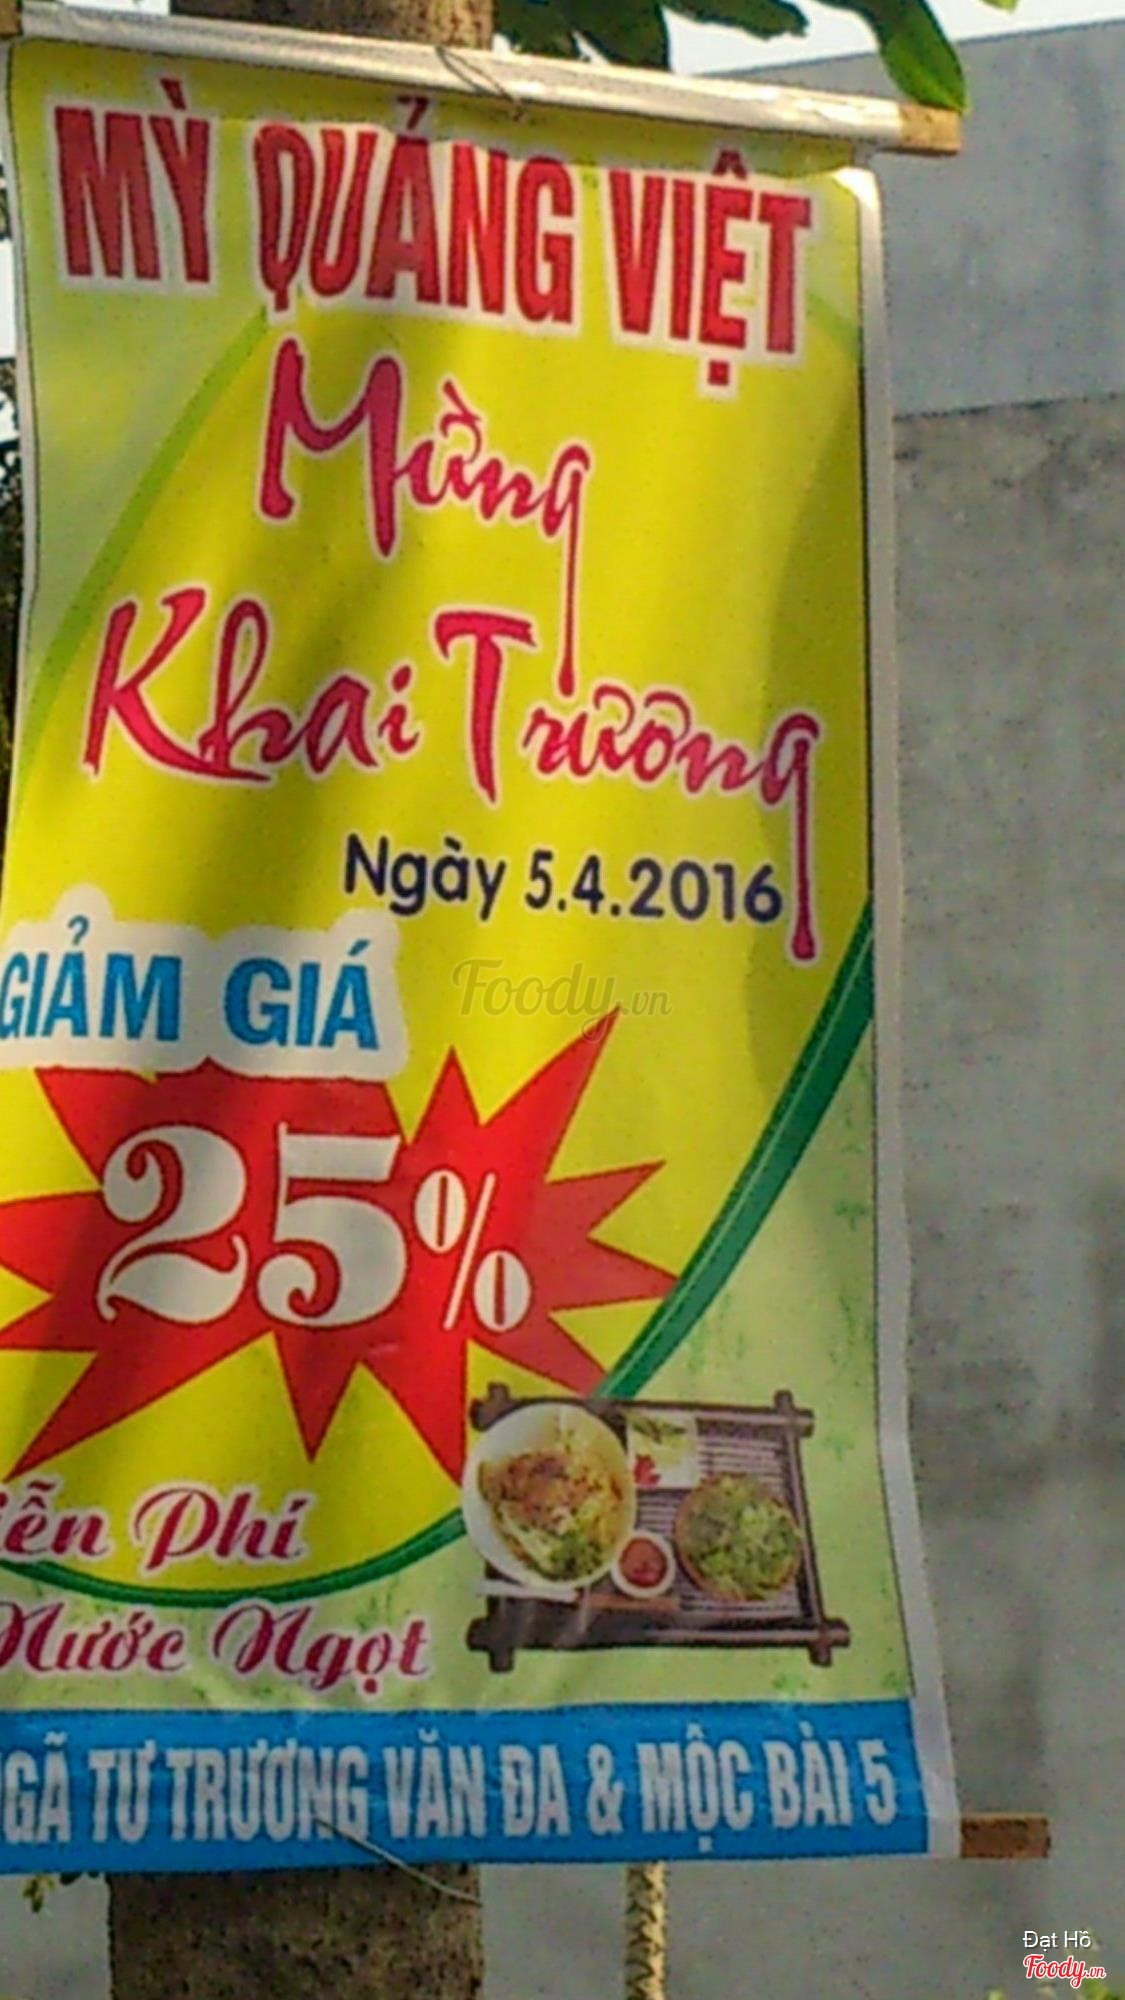 MỲ QUẢNG VIỆT
Mừng
Khai Trương
Ngày 5.4.2016
GIẢM GIÁ
25%
Phí
Nước Ngọt
TƯ TRƯƠNG VĂN ĐA & MỘC BÀI 5
Foody.vn
Đạt Hồ
Foody.vn